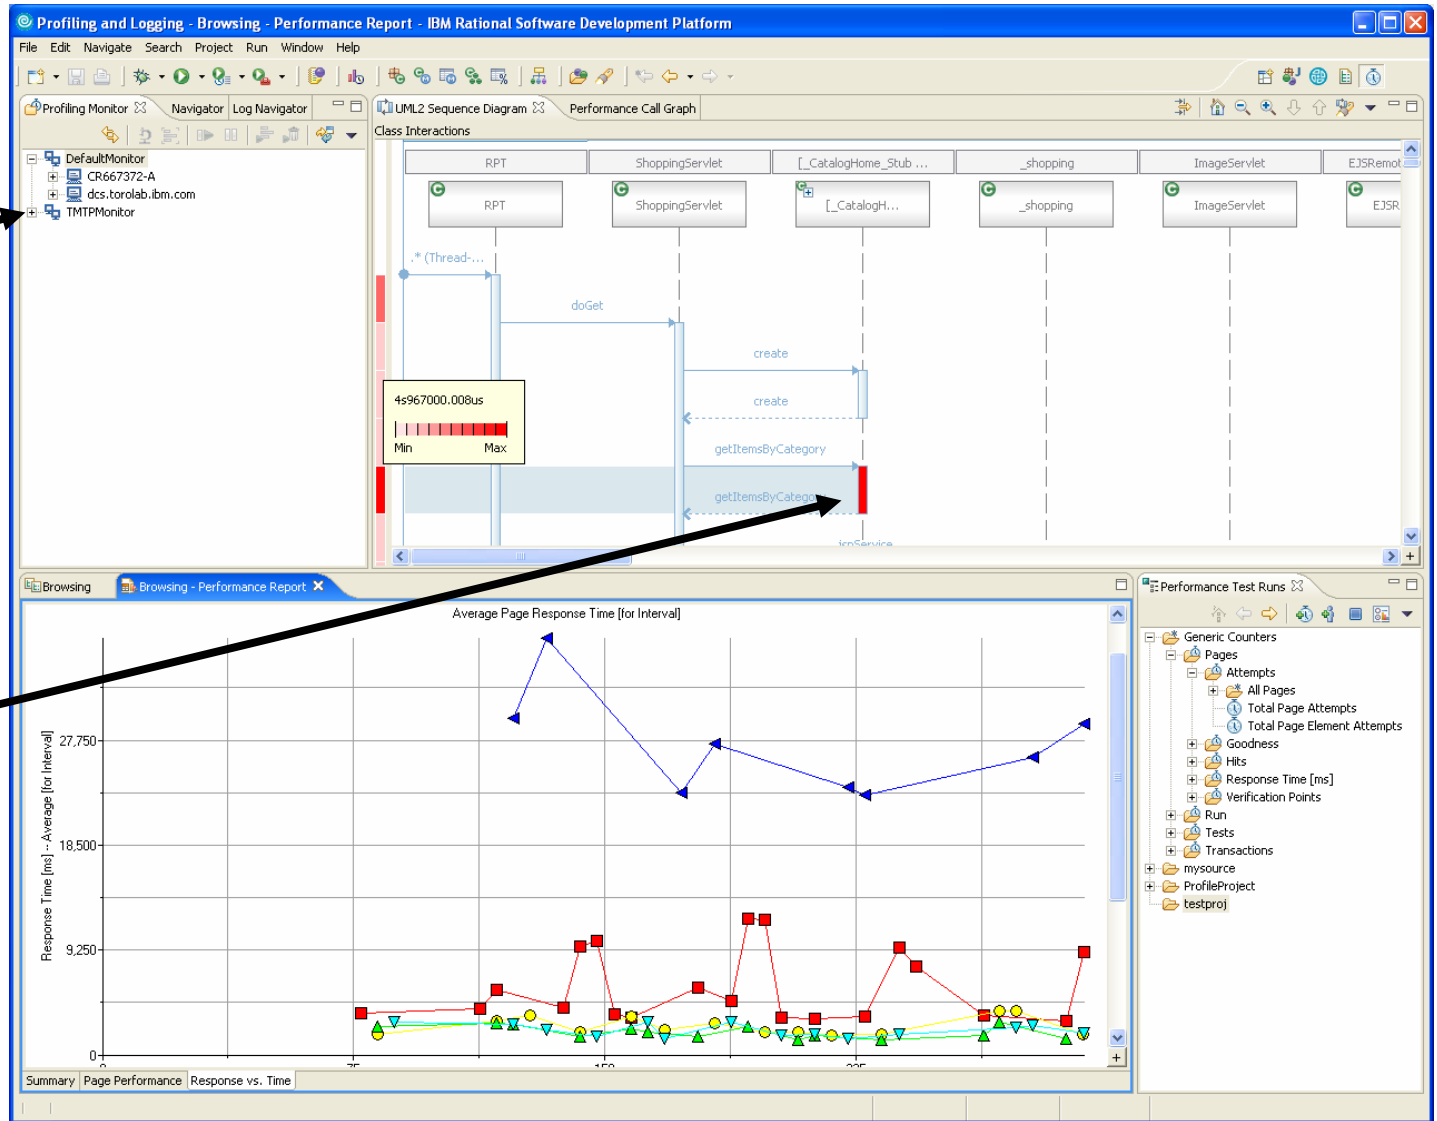 Profiling and Logging - Browsing - Performance Report - IBM Rational Software Development Platform
File Edit Navigate Search Project Run Window Help
Profiling Monitor Navigator Log Navigator
DefaultMonitor
CR667372-A
dcs.torolab.ibm.com
TMTPMonitor
UML2 Sequence Diagram Performance Call Graph
Class Interactions
RPT ShoppingServlet [_CatalogHome_Stub ... _shopping ImageServlet EJSRemot
RPT ShoppingServlet [_CatalogH... _shopping ImageServlet EJSR
.* (Thread-...
doGet
create
create
4s967000.008us
Min Max
getItemsByCategory
getItemsByCategory
jspService
Browsing Browsing - Performance Report
Average Page Response Time [for Interval]
Response Time [ms] -- Average [for Interval]
27,750
18,500
9,250
0
0 75 150 225
Summary Page Performance Response vs. Time
Performance Test Runs
Generic Counters
Pages
Attempts
All Pages
Total Page Attempts
Total Page Element Attempts
Goodness
Hits
Response Time [ms]
Verification Points
Run
Tests
Transactions
mysource
ProfileProject
testproj